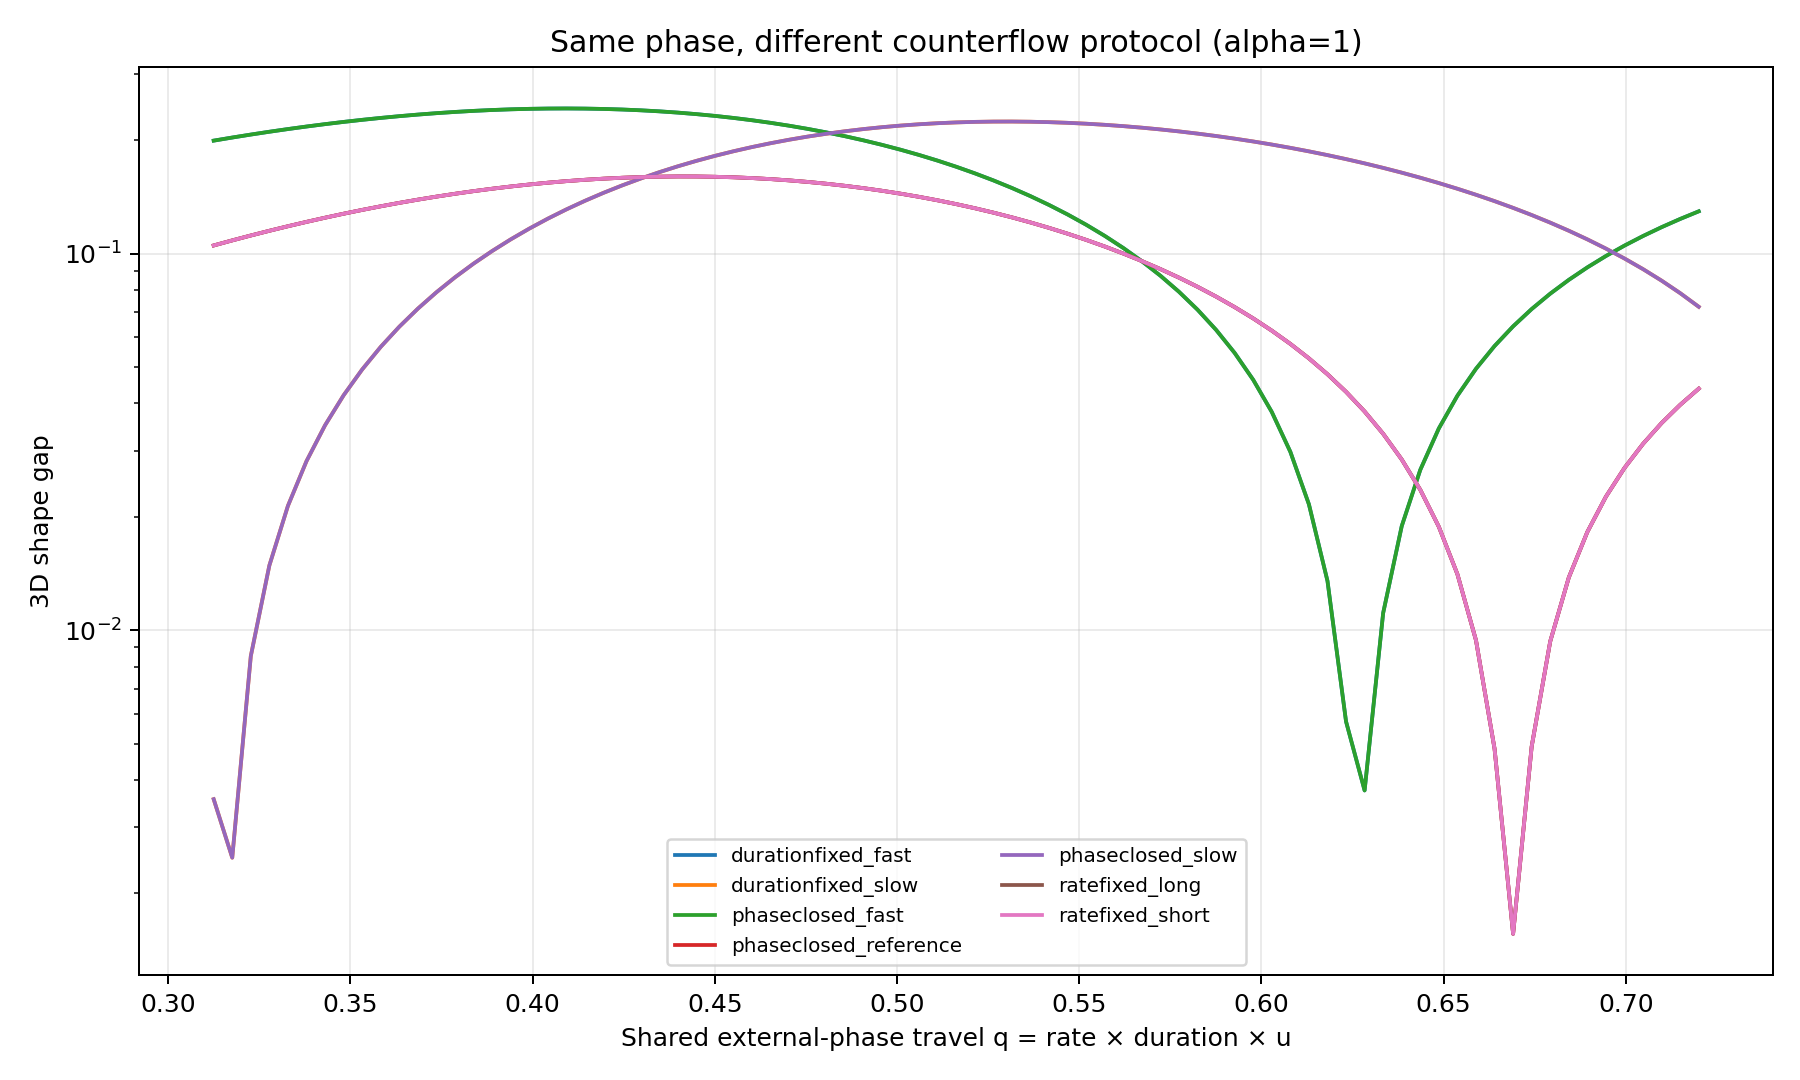 Same phase, different counterflow protocol (alpha=1)
3D shape gap
10⁻¹
10⁻²
durationfixed_fast
durationfixed_slow
phaseclosed_fast
phaseclosed_reference
phaseclosed_slow
ratefixed_long
ratefixed_short
0.30 0.35 0.40 0.45 0.50 0.55 0.60 0.65 0.70
Shared external-phase travel q = rate × duration × u